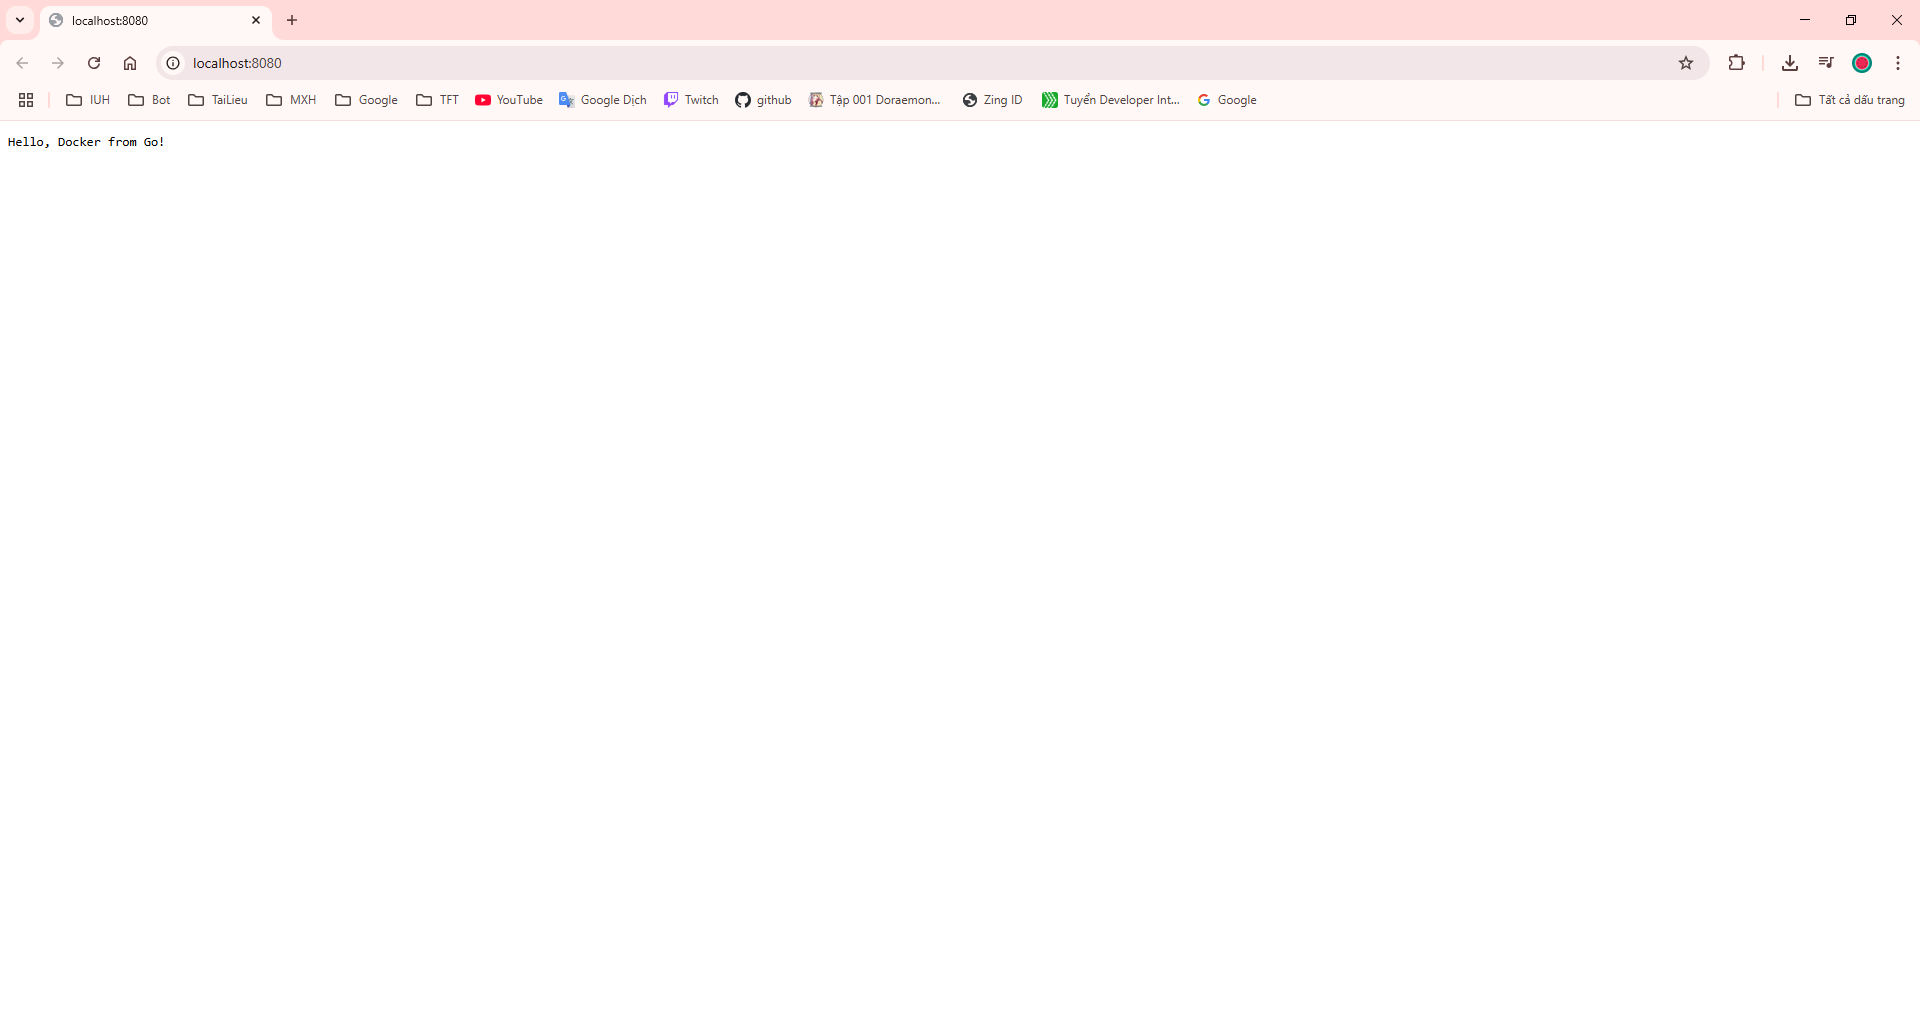 localhost:8080
localhost:8080
IUH Bot TaiLieu MXH Google TFT YouTube Google Dịch Twitch github Tập 001 Doraemon... Zing ID Tuyển Developer Int... Google Tất cả dấu trang
Hello, Docker from Go!